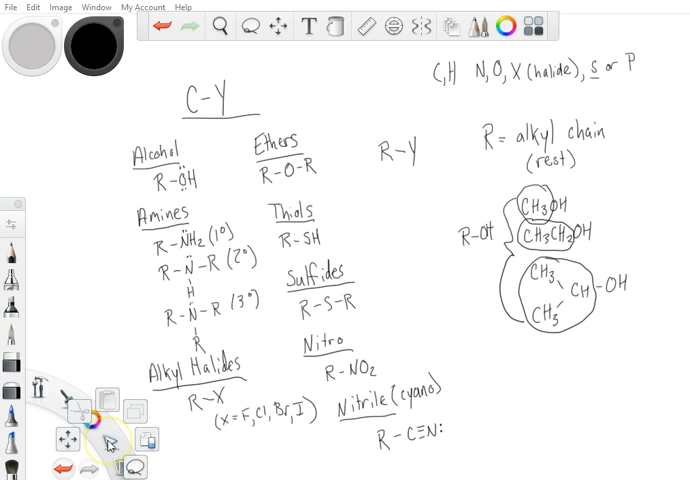 File Edit Image Window My Account Help
C,H N,O, X (halide), S or P
C-Y
R = alkyl chain
(rest)
R-Y
Alcohol
R-ÖH
Amines
R-NH2 (1°)
R-N-R (2°)
H
R-N-R (3°)
R
Alkyl Halides
R-X
(X=F,Cl,Br,I)
Ethers
R-O-R
Thiols
R-SH
Sulfides
R-S-R
Nitro
R-NO2
Nitrile (cyano)
R-C≡N:
R-OH
CH3OH
CH3CH2OH
CH3
CH-OH
CH3